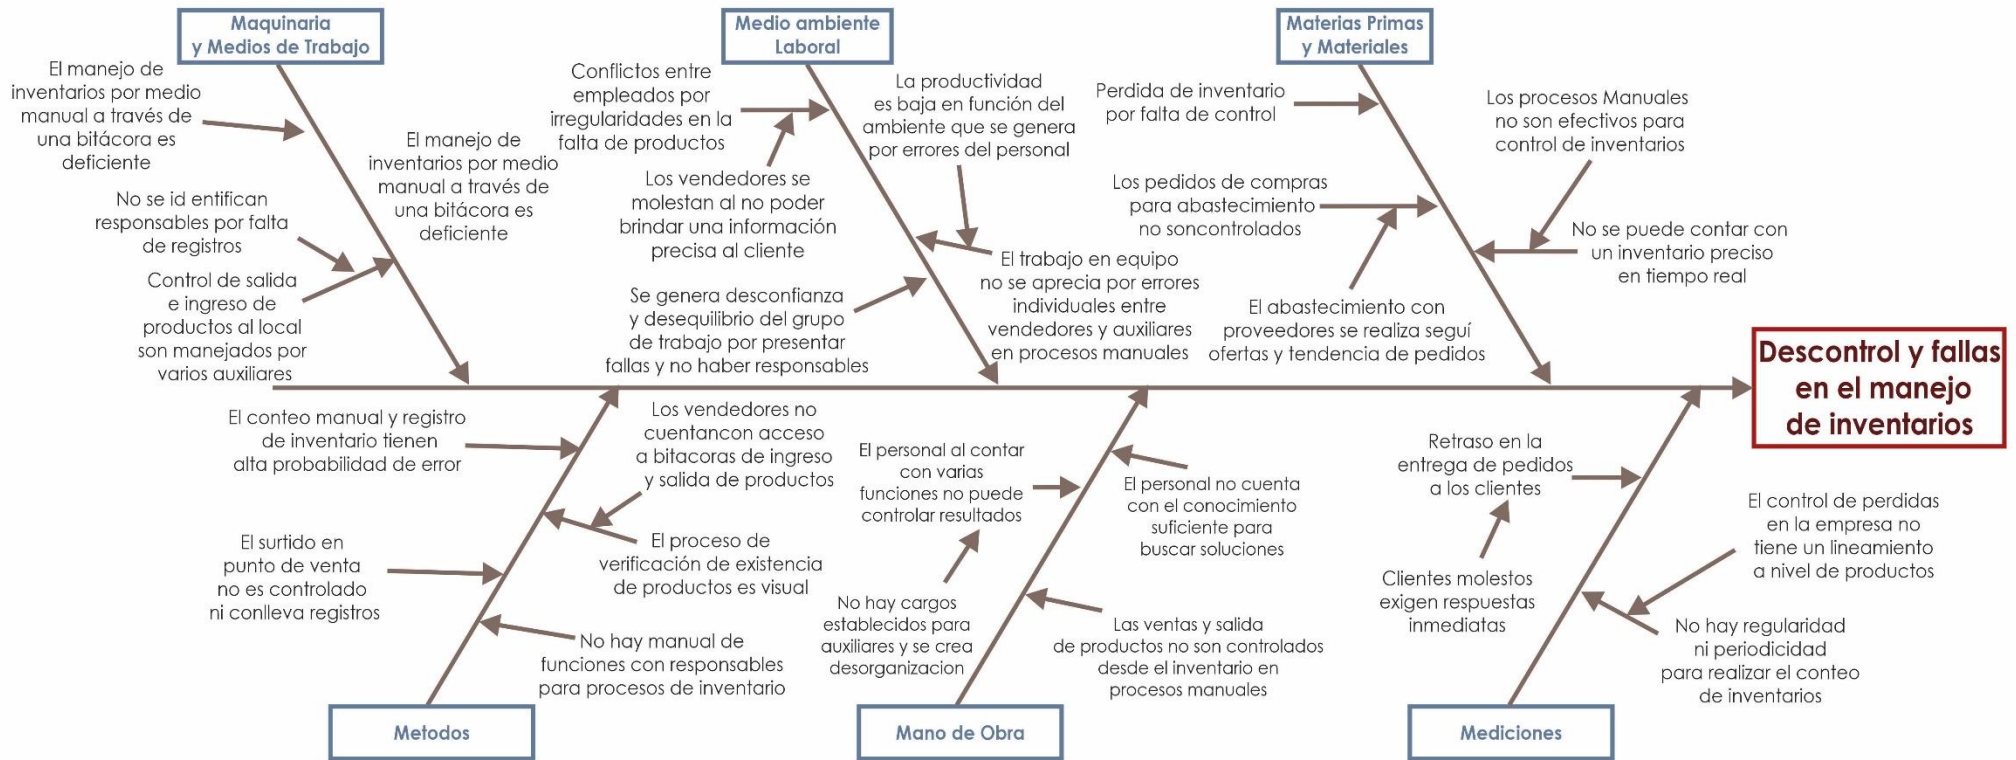 Maquinaria
y Medios de Trabajo
El manejo de
inventarios por medio
manual a través de
una bitácora es
deficiente
No se id entifican
responsables por falta
de registros
Control de salida
e ingreso de
productos al local
son manejados por
varios auxiliares
El manejo de
inventarios por medio
manual a través de
una bitácora es
deficiente
Medio ambiente
Laboral
Conflictos entre
empleados por
irregularidades en la
falta de productos
Los vendedores se
molestan al no poder
brindar una información
precisa al cliente
Se genera desconfianza
y desequilibrio del grupo
de trabajo por presentar
fallas y no haber responsables
La productividad
es baja en función del
ambiente que se genera
por errores del personal
El trabajo en equipo
no se aprecia por errores
individuales entre
vendedores y auxiliares
en procesos manuales
Materias Primas
y Materiales
Perdida de inventario
por falta de control
Los pedidos de compras
para abastecimiento
no soncontrolados
El abastecimiento con
proveedores se realiza seguí
ofertas y tendencia de pedidos
Los procesos Manuales
no son efectivos para
control de inventarios
No se puede contar con
un inventario preciso
en tiempo real
Descontrol y fallas
en el manejo
de inventarios
El conteo manual y registro
de inventario tienen
alta probabilidad de error
El surtido en
punto de venta
no es controlado
ni conlleva registros
Los vendedores no
cuentancon acceso
a bitacoras de ingreso
y salida de productos
El proceso de
verificación de existencia
de productos es visual
No hay manual de
funciones con responsables
para procesos de inventario
Metodos
El personal al contar
con varias
funciones no puede
controlar resultados
No hay cargos
establecidos para
auxiliares y se crea
desorganizacion
El personal no cuenta
con el conocimiento
suficiente para
buscar soluciones
Las ventas y salida
de productos no son controlados
desde el inventario en
procesos manuales
Mano de Obra
Retraso en la
entrega de pedidos
a los clientes
Clientes molestos
exigen respuestas
inmediatas
El control de perdidas
en la empresa no
tiene un lineamiento
a nivel de productos
No hay regularidad
ni periodicidad
para realizar el conteo
de inventarios
Mediciones